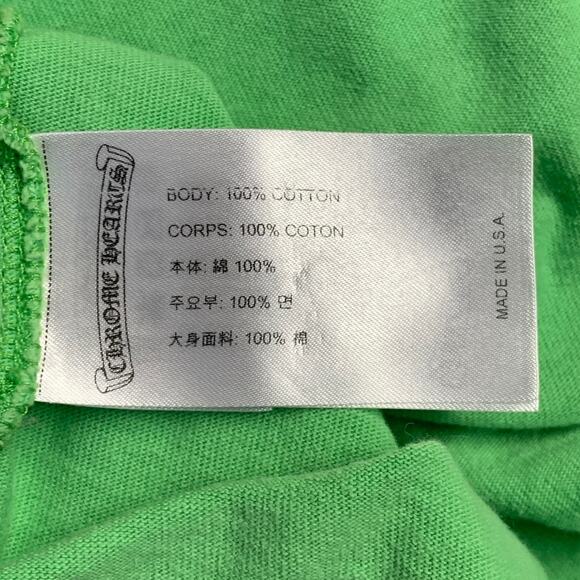 CHROME HEARTS
BODY: 100% COTTON
CORPS: 100% COTON
本体: 綿 100%
주요부: 100% 면
大身面料: 100% 棉
MADE IN U.S.A.